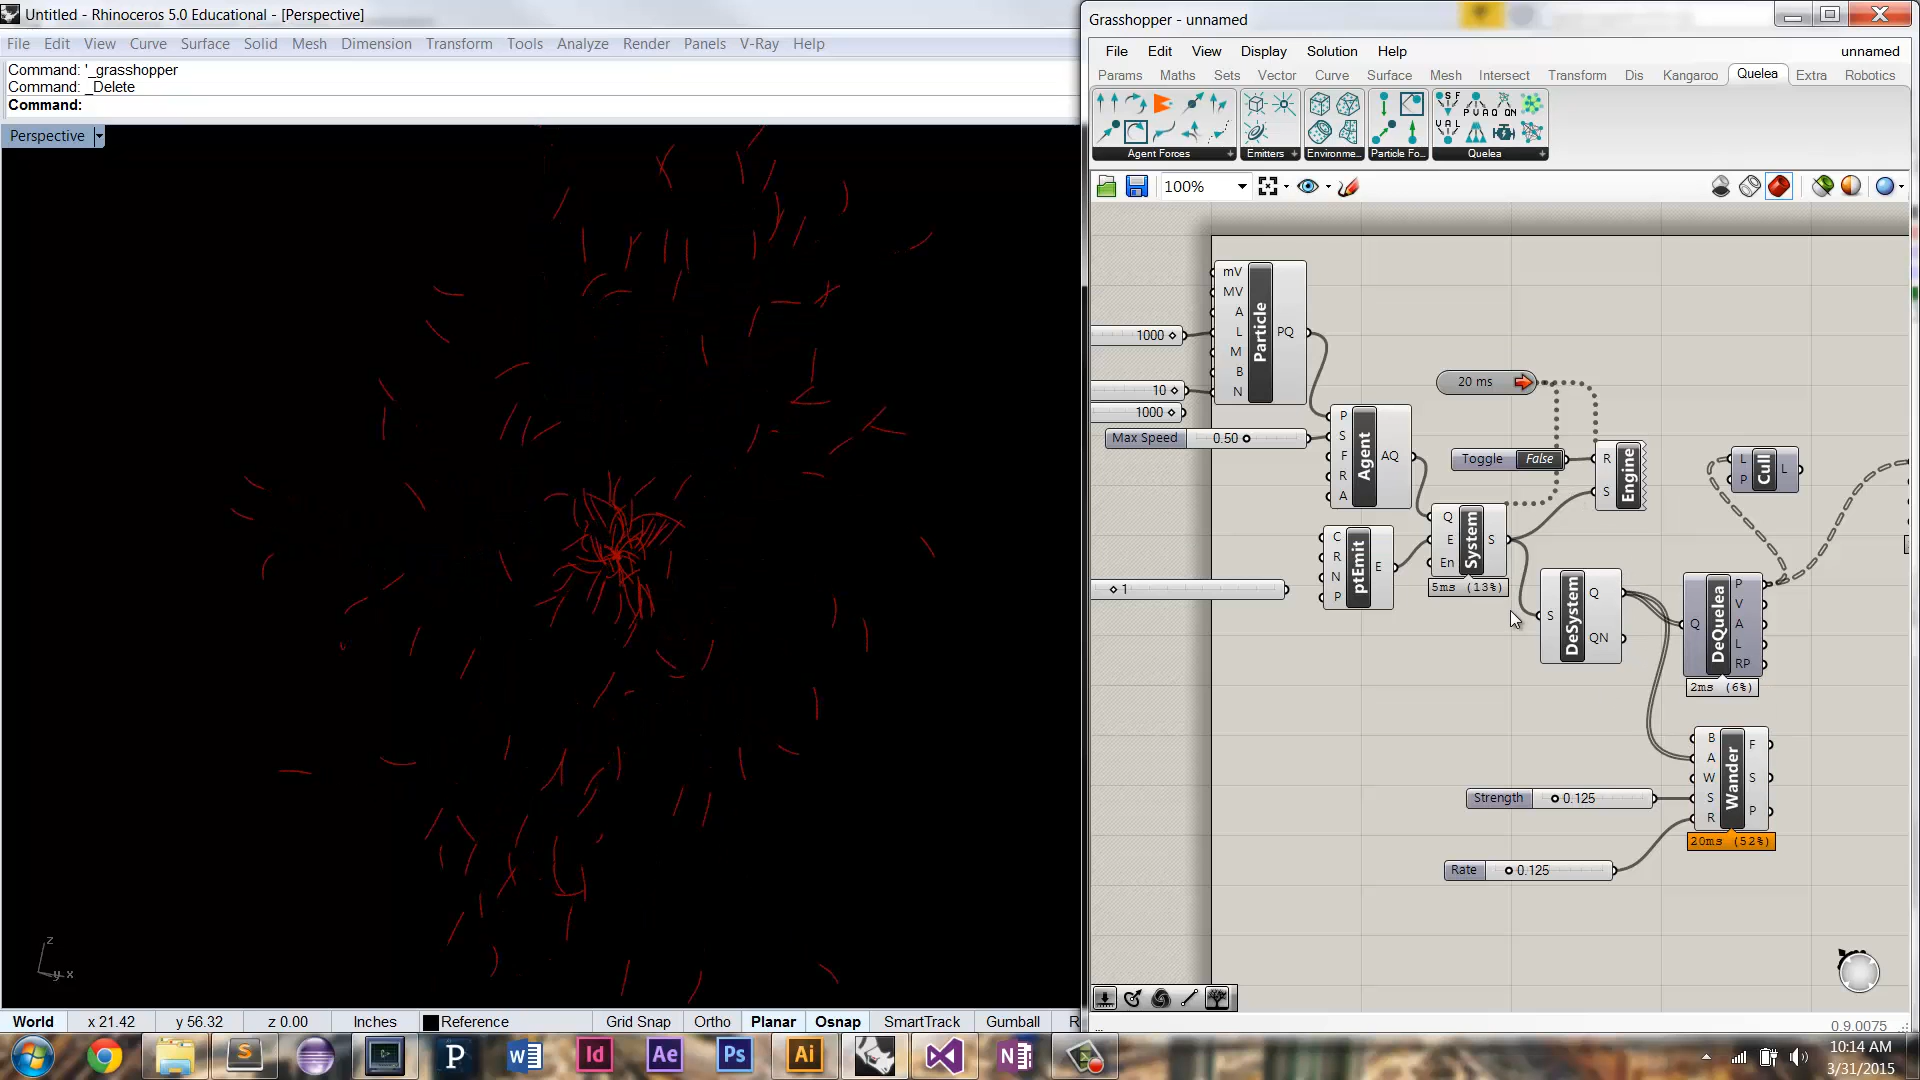 Untitled - Rhinoceros 5.0 Educational - [Perspective]
File Edit View Curve Surface Solid Mesh Dimension Transform Tools Analyze Render Panels V-Ray Help
Command: '_grasshopper
Command: _Delete
Command:
Perspective
z
y x
World x 21.42 y 56.32 z 0.00 Inches Reference Grid Snap Ortho Planar Osnap SmartTrack Gumball R
Grasshopper - unnamed
File Edit View Display Solution Help unnamed
Params Maths Sets Vector Curve Surface Mesh Intersect Transform Dis Kangaroo Quelea Extra Robotics
Agent Forces Emitters Environme... Particle Fo... Quelea
100%
mV
MV
A
L
M
B
N
Particle
PQ
1000
10
1000
Max Speed 0.50
P
S
F
R
A
Agent
AQ
20 ms
Toggle False
R
S
Engine
L
P
Cull
L
Q
E
En
System
S
5ms (13%)
C
R
N
P
ptEmit
E
1
S
DeSystem
Q
QN
Q
DeQuelea
P
V
A
L
RP
2ms (6%)
B
A
W
S
R
Wander
F
S
P
20ms (52%)
Strength 0.125
Rate 0.125
...
0.9.0075
S P W Id Ae Ps Ai N
10:14 AM
3/31/2015